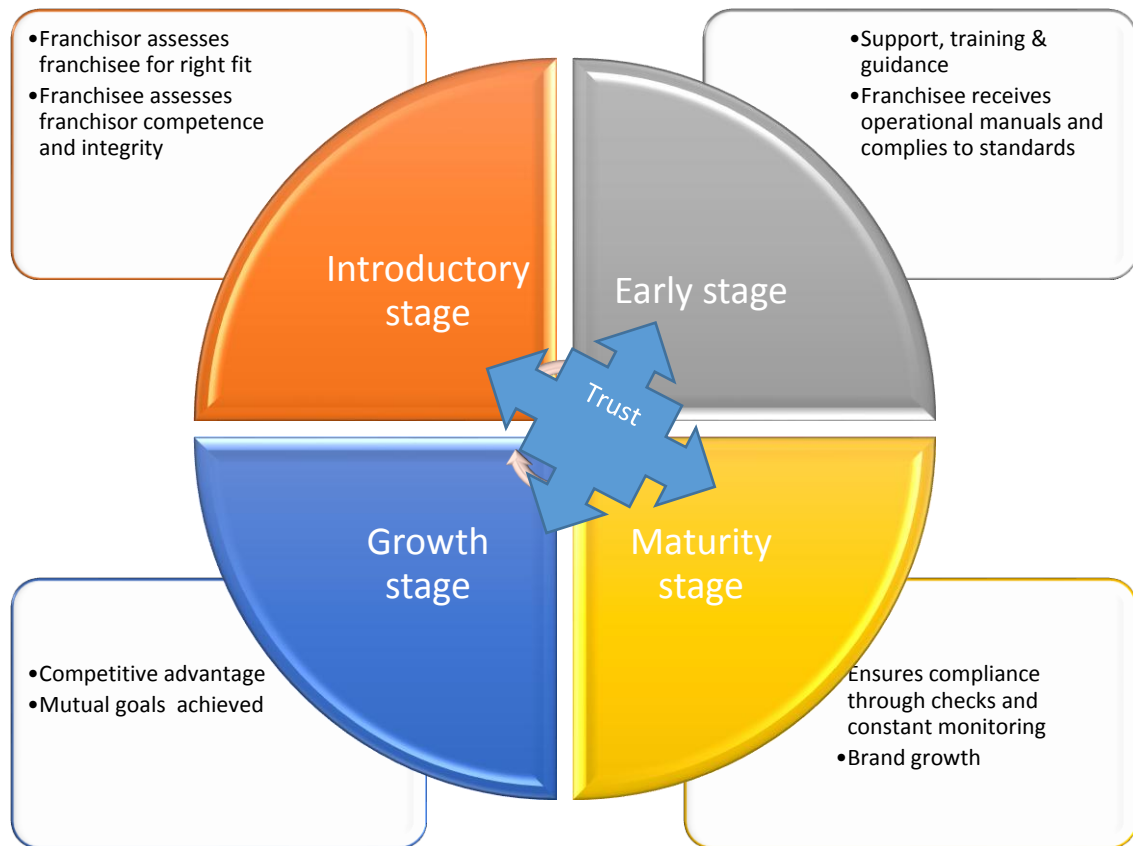 •Franchisor assesses
franchisee for right fit
•Franchisee assesses
franchisor competence
and integrity
•Support, training &
guidance
•Franchisee receives
operational manuals and
complies to standards
Introductory
stage
Early stage
Trust
Growth
stage
Maturity
stage
•Competitive advantage
•Mutual goals  achieved
Ensures compliance
through checks and
constant monitoring
•Brand growth